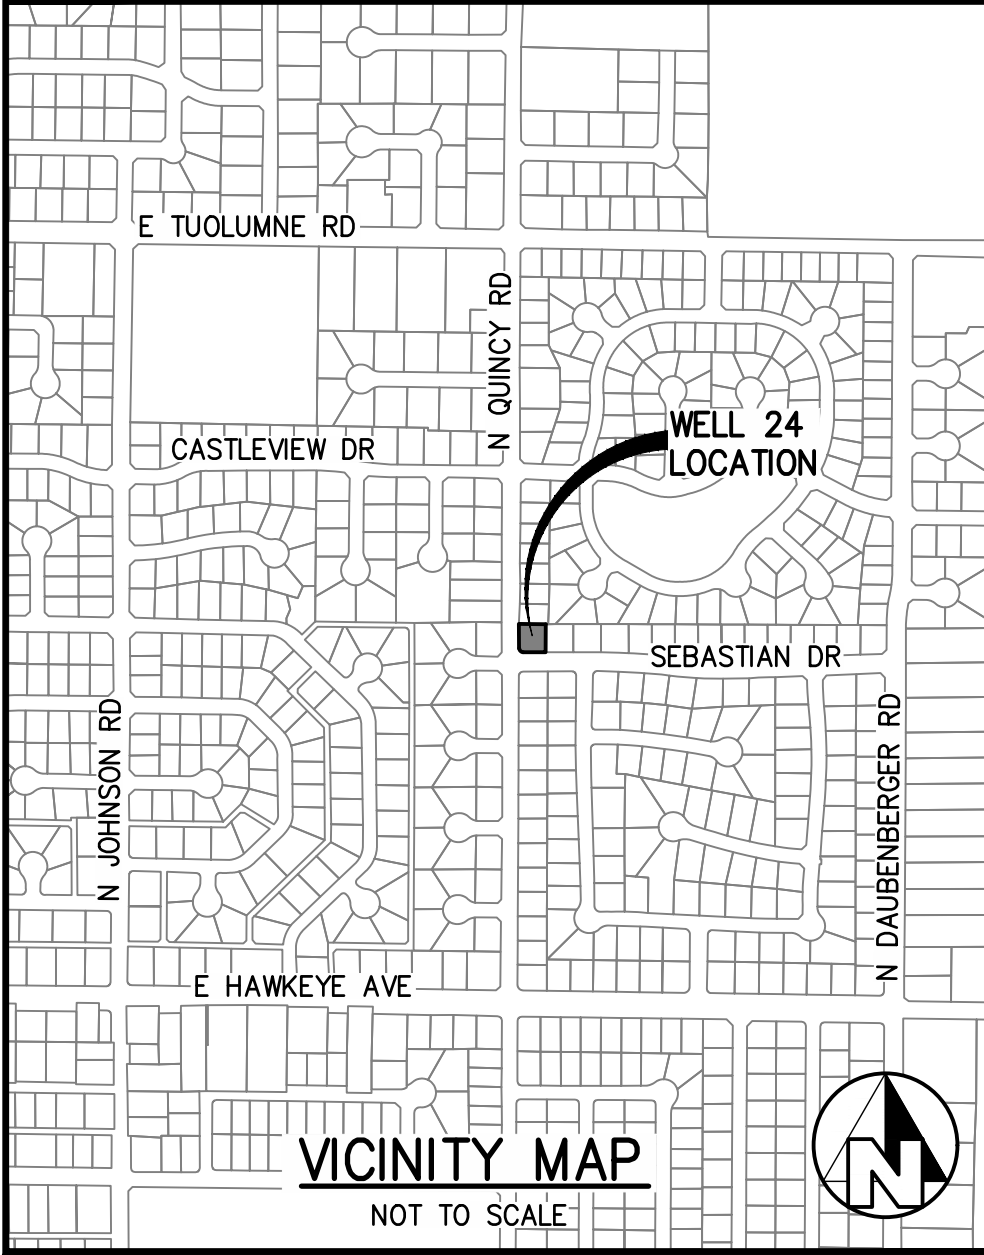 E TUOLUMNE RD
N QUINCY RD
WELL 24
LOCATION
CASTLEVIEW DR
SEBASTIAN DR
N JOHNSON RD
N DAUBENBERGER RD
E HAWKEYE AVE
VICINITY MAP
NOT TO SCALE
N